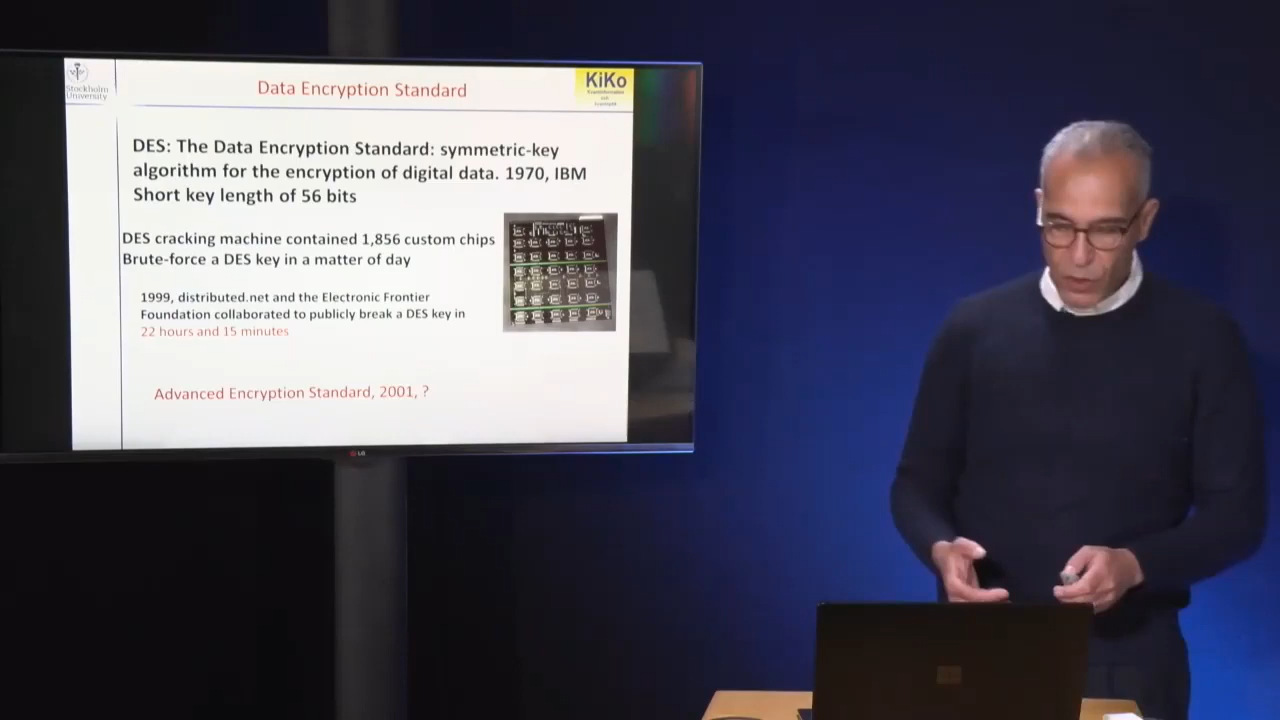 Stockholm
University
Data Encryption Standard
KiKo
DES: The Data Encryption Standard: symmetric-key
algorithm for the encryption of digital data. 1970, IBM
Short key length of 56 bits
DES cracking machine contained 1,856 custom chips
Brute-force a DES key in a matter of day
1999, distributed.net and the Electronic Frontier
Foundation collaborated to publicly break a DES key in
22 hours and 15 minutes
Advanced Encryption Standard, 2001, ?
LG